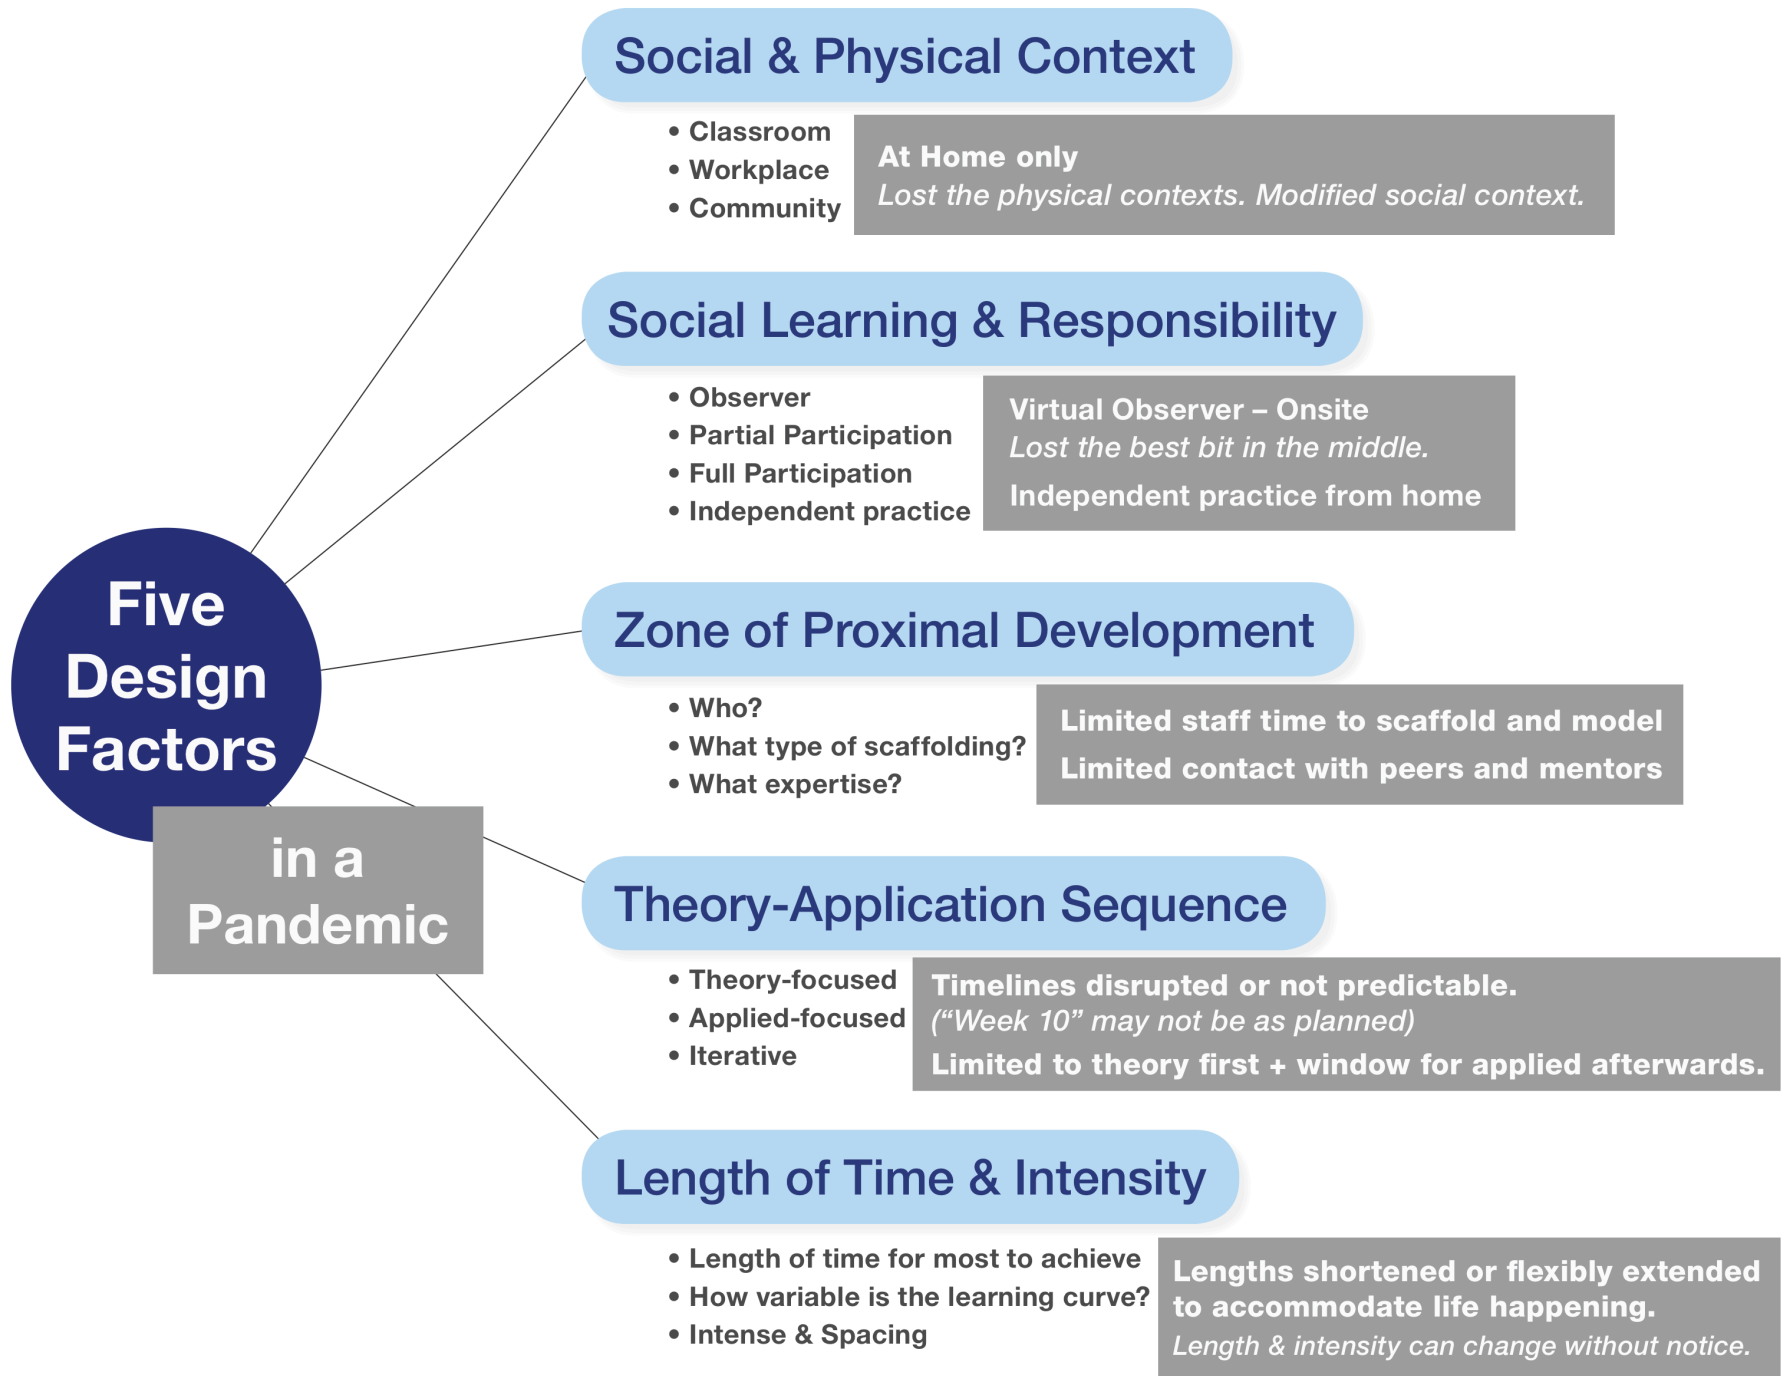 Five
Design
Factors
in a
Pandemic
Social & Physical Context
• Classroom
• Workplace
• Community
At Home only
Lost the physical contexts. Modified social context.
Social Learning & Responsibility
• Observer
• Partial Participation
• Full Participation
• Independent practice
Virtual Observer – Onsite
Lost the best bit in the middle.
Independent practice from home
Zone of Proximal Development
• Who?
• What type of scaffolding?
• What expertise?
Limited staff time to scaffold and model
Limited contact with peers and mentors
Theory-Application Sequence
• Theory-focused
• Applied-focused
• Iterative
Timelines disrupted or not predictable.
(“Week 10” may not be as planned)
Limited to theory first + window for applied afterwards.
Length of Time & Intensity
• Length of time for most to achieve
• How variable is the learning curve?
• Intense & Spacing
Lengths shortened or flexibly extended
to accommodate life happening.
Length & intensity can change without notice.